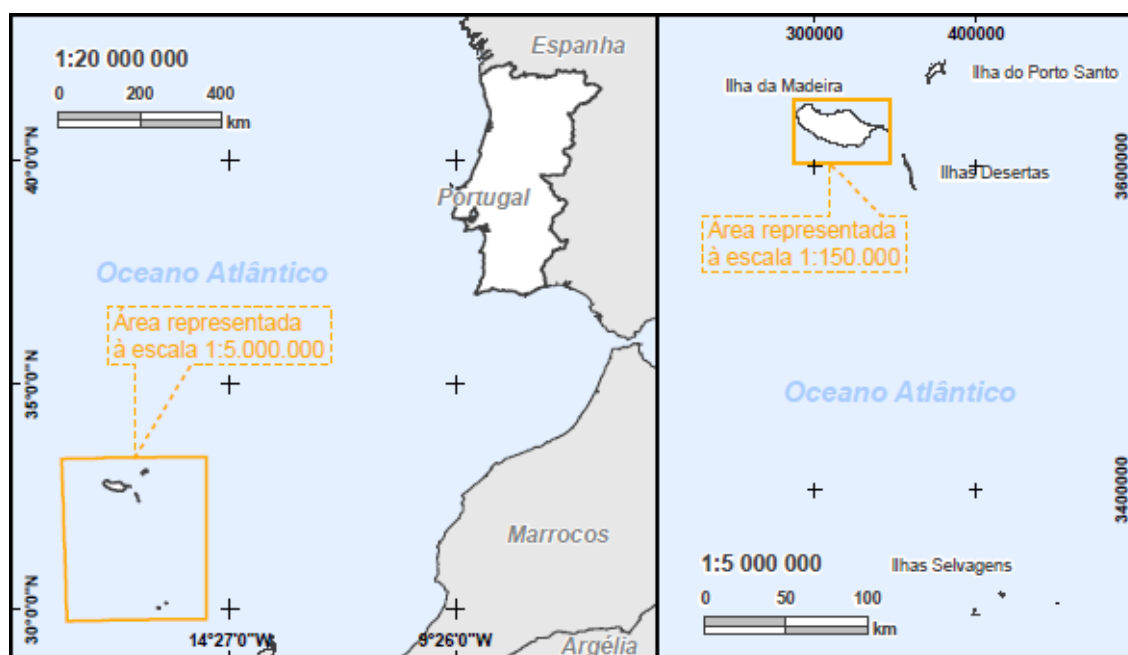 Espanha
1:20 000 000
0 200 400
km
40°0'0"N
Portugal
Oceano Atlântico
Área representada
à escala 1:5.000.000
35°0'0"N
Marrocos
30°0'0"N
14°27'0"W
9°26'0"W
Argélia
300000 400000
Ilha do Porto Santo
Ilha da Madeira
Ilhas Desertas
3600000
Área representada
à escala 1:150.000
Oceano Atlântico
3400000
1:5 000 000
Ilhas Selvagens
0 50 100
km